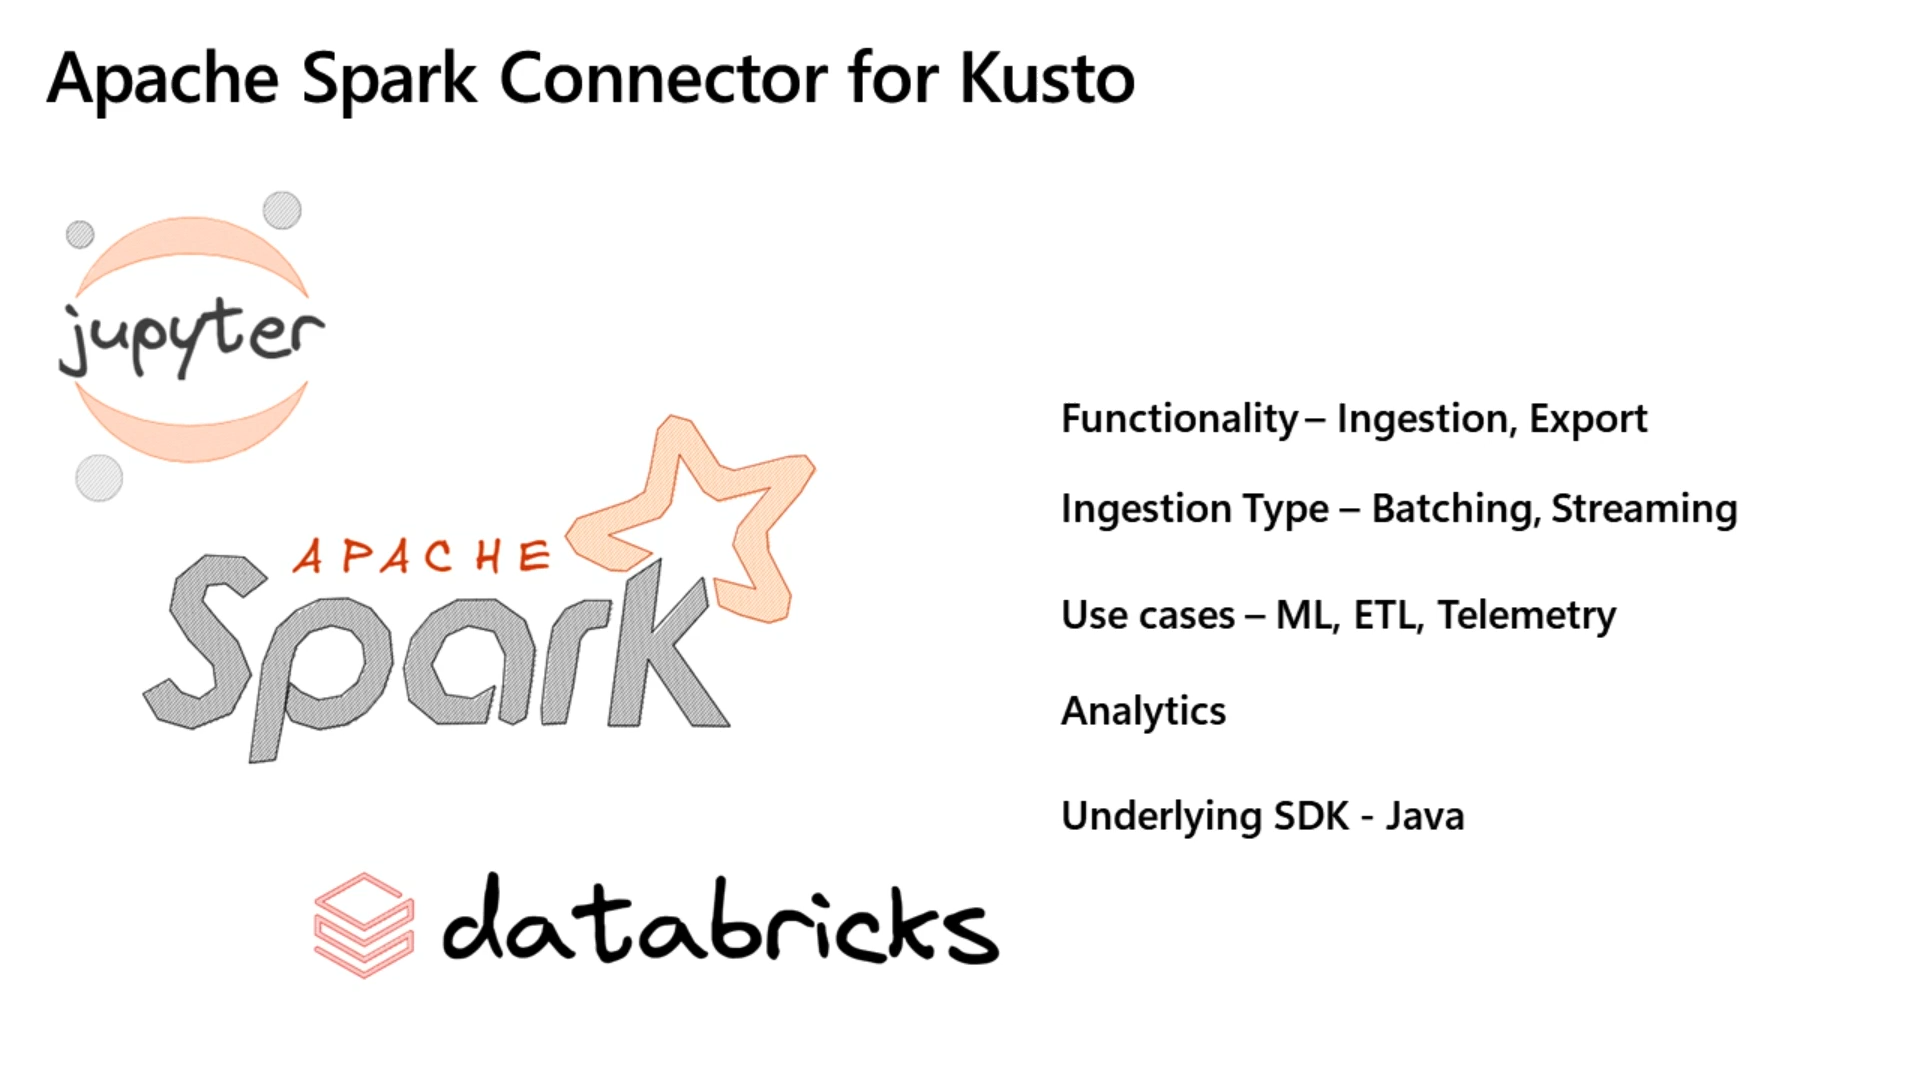 Apache Spark Connector for Kusto
jupyter
APACHE
Spark
databricks
Functionality – Ingestion, Export
Ingestion Type – Batching, Streaming
Use cases – ML, ETL, Telemetry
Analytics
Underlying SDK - Java